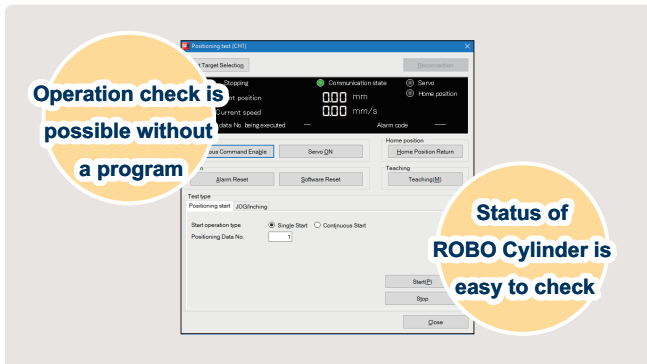 Positioning test (CH1)
Target Selection
Reconnection
Stopping
Communication state
Servo
position
0.00 mm
Home position
Current speed
0.00 mm/s
data No. being executed
—
Alarm code
—
Command Enable
Servo ON
Home position
Home Position Return
Alarm Reset
Software Reset
Teaching
Teaching(M)
Test type
Positioning start
JOG/Inching
Start operation type
Single Start
Continuous Start
Positioning Data No.
1
Start(P)
Stop
Close
Operation check is
possible without
a program
Status of
ROBO Cylinder is
easy to check